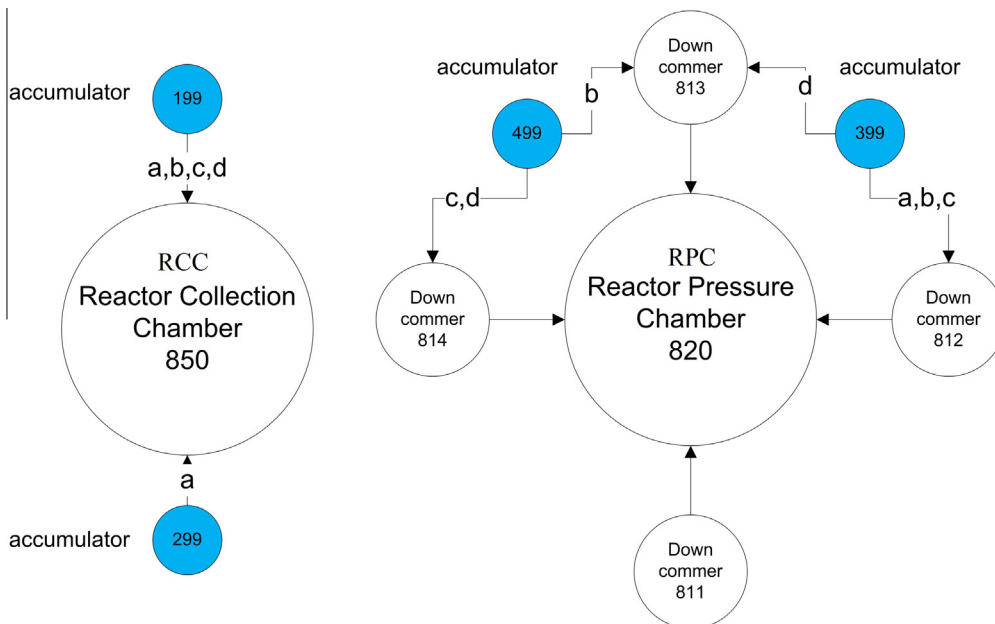 accumulator
199
a,b,c,d
RCC
Reactor Collection
Chamber
850
a
accumulator
299
accumulator
499
b
Down
commer
813
d
accumulator
399
c,d
a,b,c
Down
commer
814
RPC
Reactor Pressure
Chamber
820
Down
commer
812
Down
commer
811